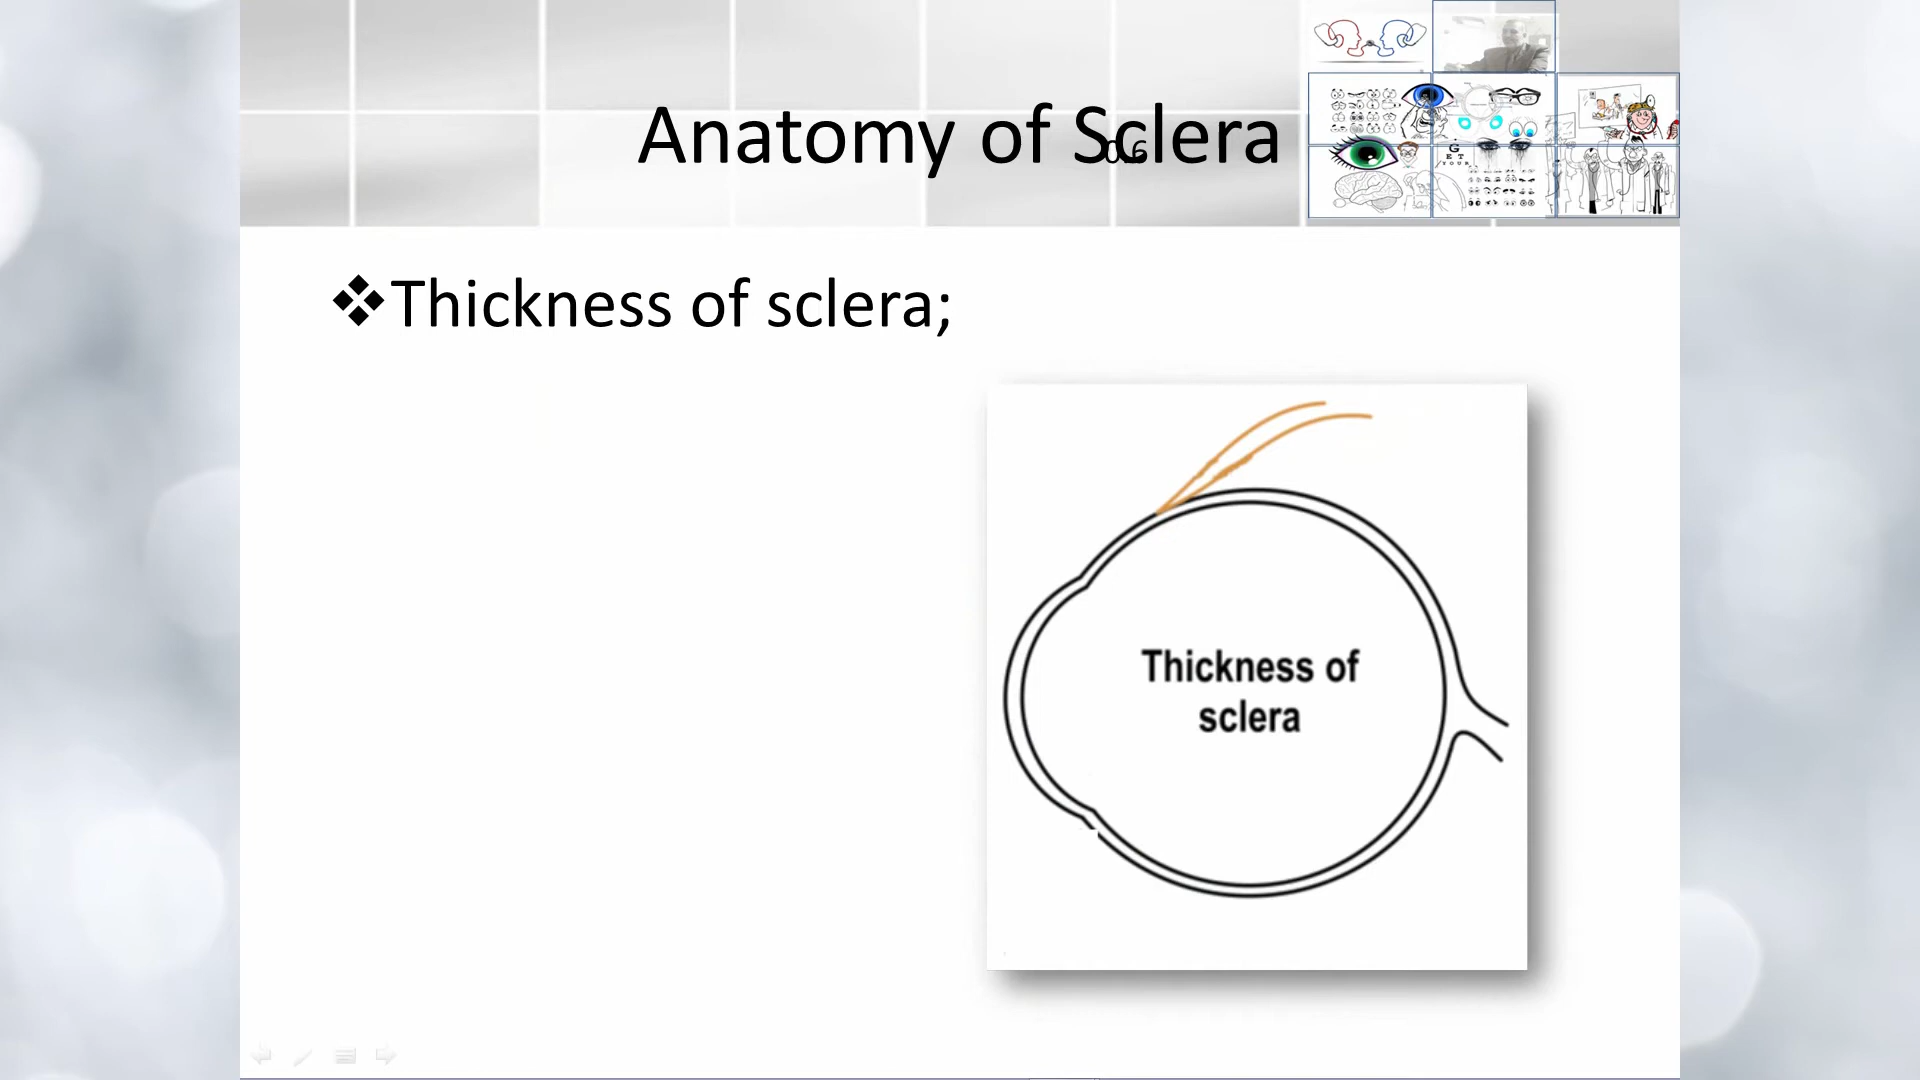 Anatomy of Sclera
0.6
❖Thickness of sclera;
Thickness of
sclera
G
E T
Y O U R